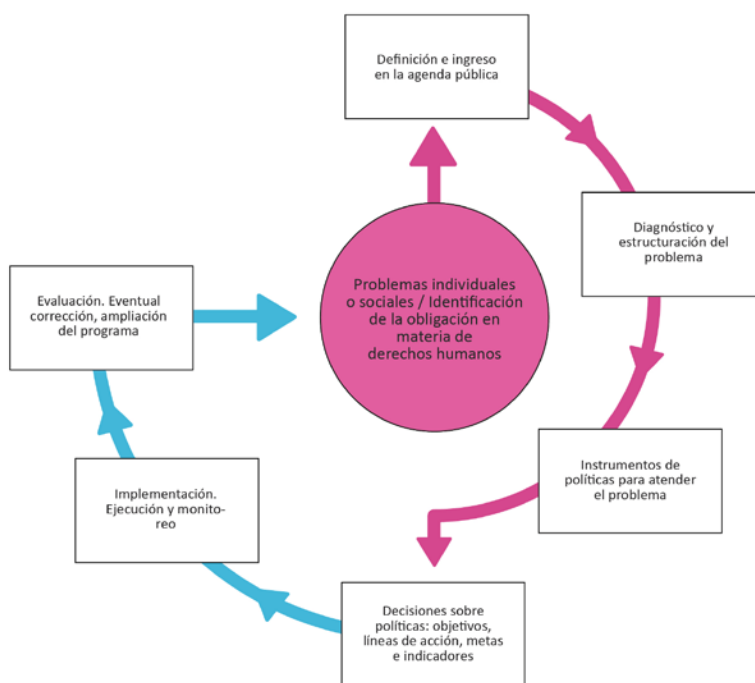 Definición e ingreso
en la agenda pública
Diagnóstico y
estructuración del
problema
Problemas individuales
o sociales / Identificación
de la obligación en
materia de
derechos humanos
Evaluación. Eventual
corrección, ampliación
del programa
Instrumentos de
políticas para atender
el problema
Implementación.
Ejecución y monito-
reo
Decisiones sobre
políticas: objetivos,
líneas de acción, metas
e indicadores